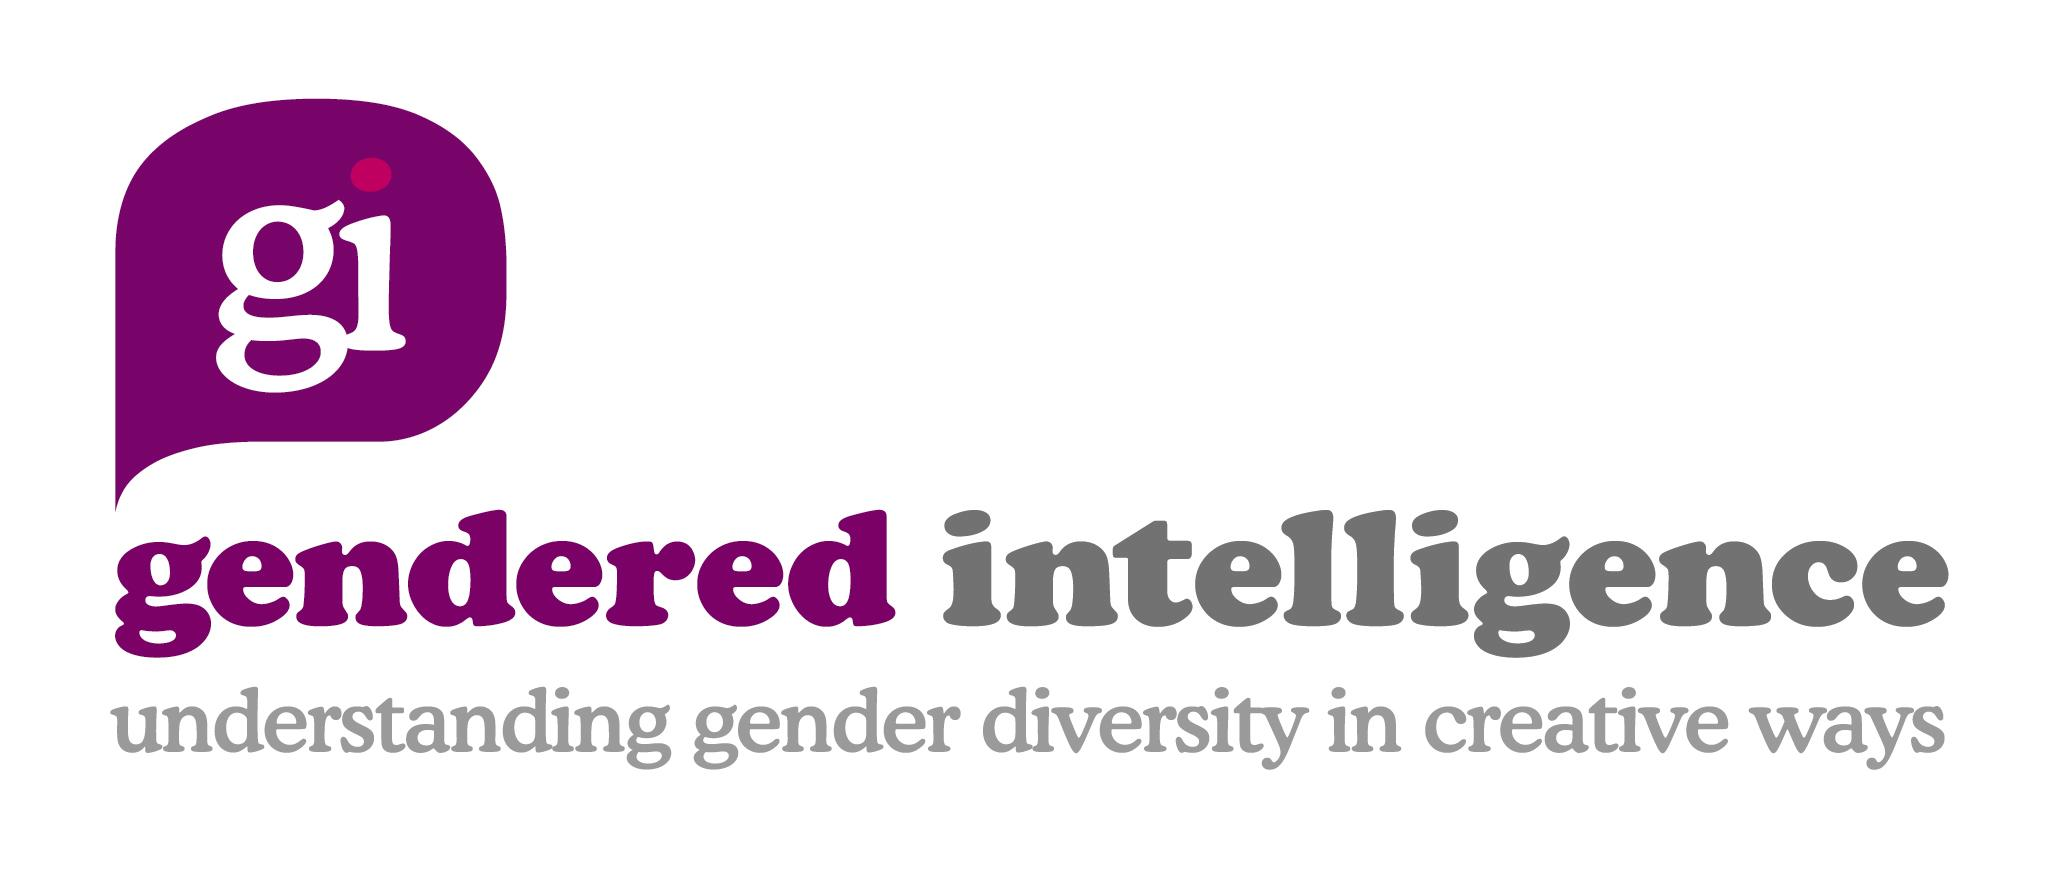 gi
gendered intelligence
understanding gender diversity in creative ways